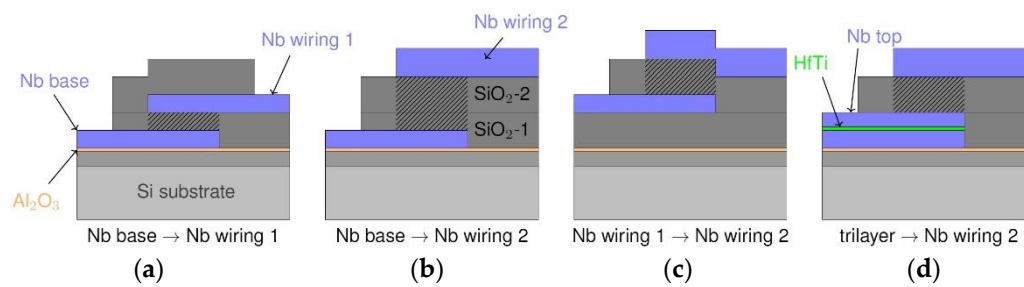 Nb wiring 2
Nb wiring 1
Nb top
Nb base
HfTi
SiO₂-2
SiO₂-1
Al₂O₃
Si substrate
Nb base → Nb wiring 1
Nb base → Nb wiring 2
Nb wiring 1 → Nb wiring 2
trilayer → Nb wiring 2
(a)
(b)
(c)
(d)